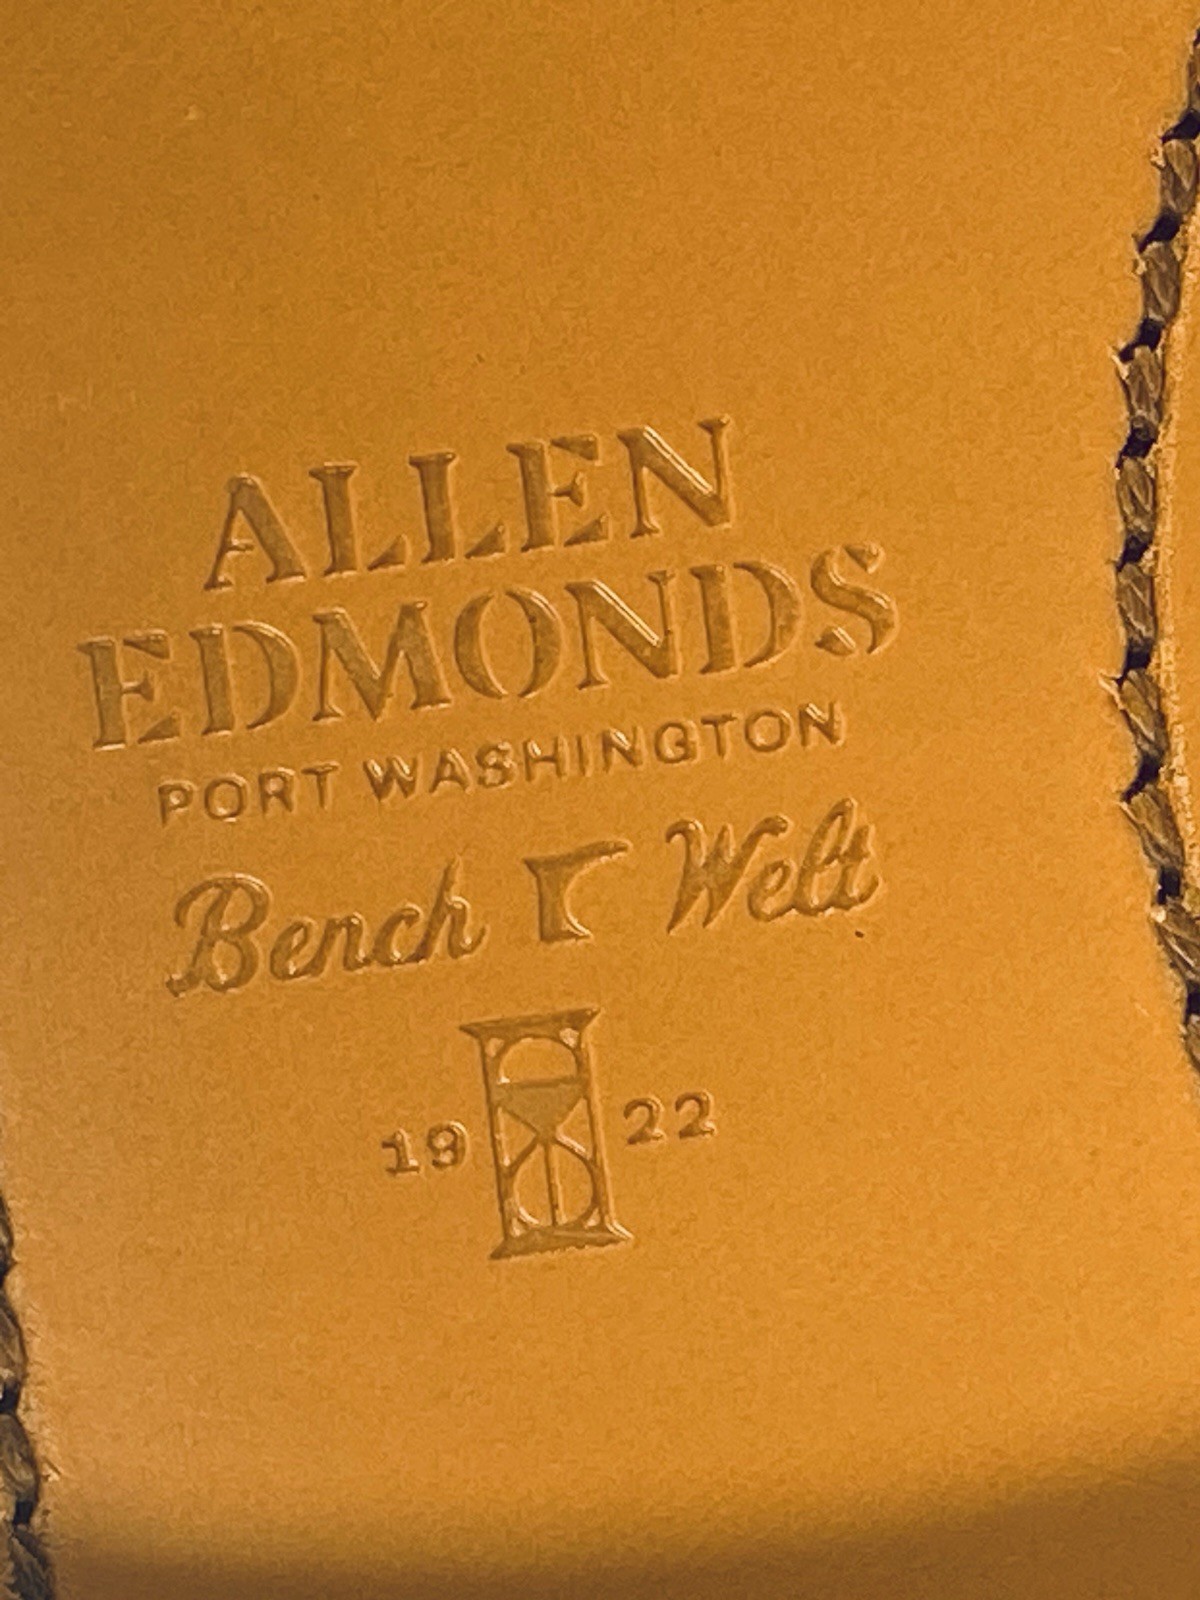 ALLEN
EDMONDS
PORT WASHINGTON
Bench Welt
19 22